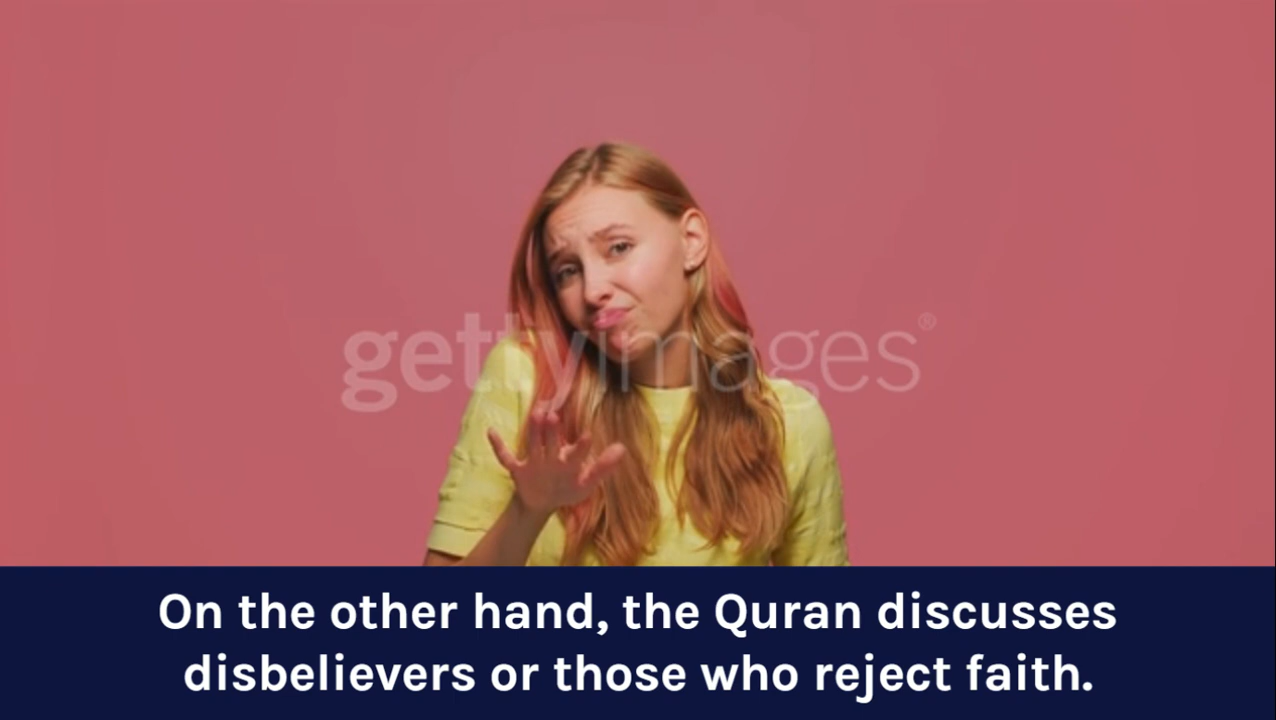 gettyimages®
On the other hand, the Quran discusses
disbelievers or those who reject faith.